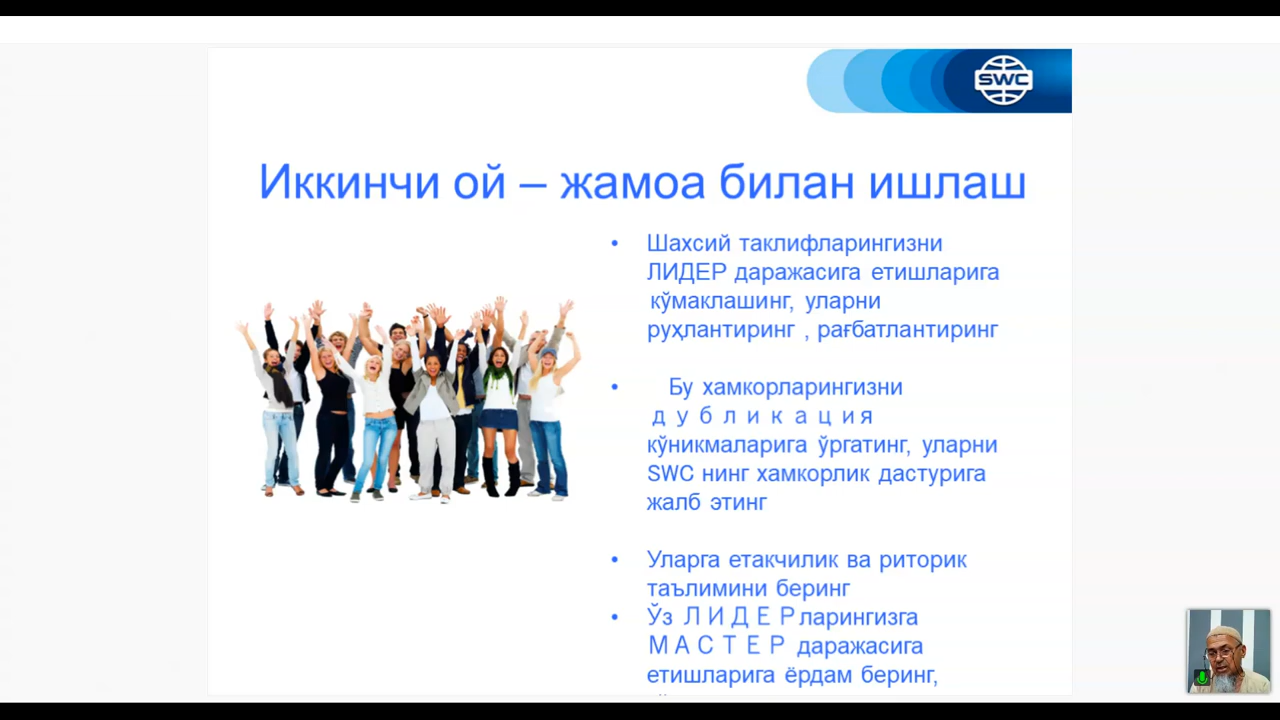 SWC
Иккинчи ой – жамоа билан ишлаш
• Шахсий таклифларингизни
ЛИДЕР даражасига етишларига
кўмаклашинг, уларни
руҳлантиринг , рағбатлантиринг
• Бу хамкорларингизни
д у б л и к а ц и я
кўникмаларига ўргатинг, уларни
SWC нинг хамкорлик дастурига
жалб этинг
• Уларга етакчилик ва риторик
таълимини беринг
• Ўз Л И Д Е Р ларингизга
М А С Т Е Р даражасига
етишларига ёрдам беринг,